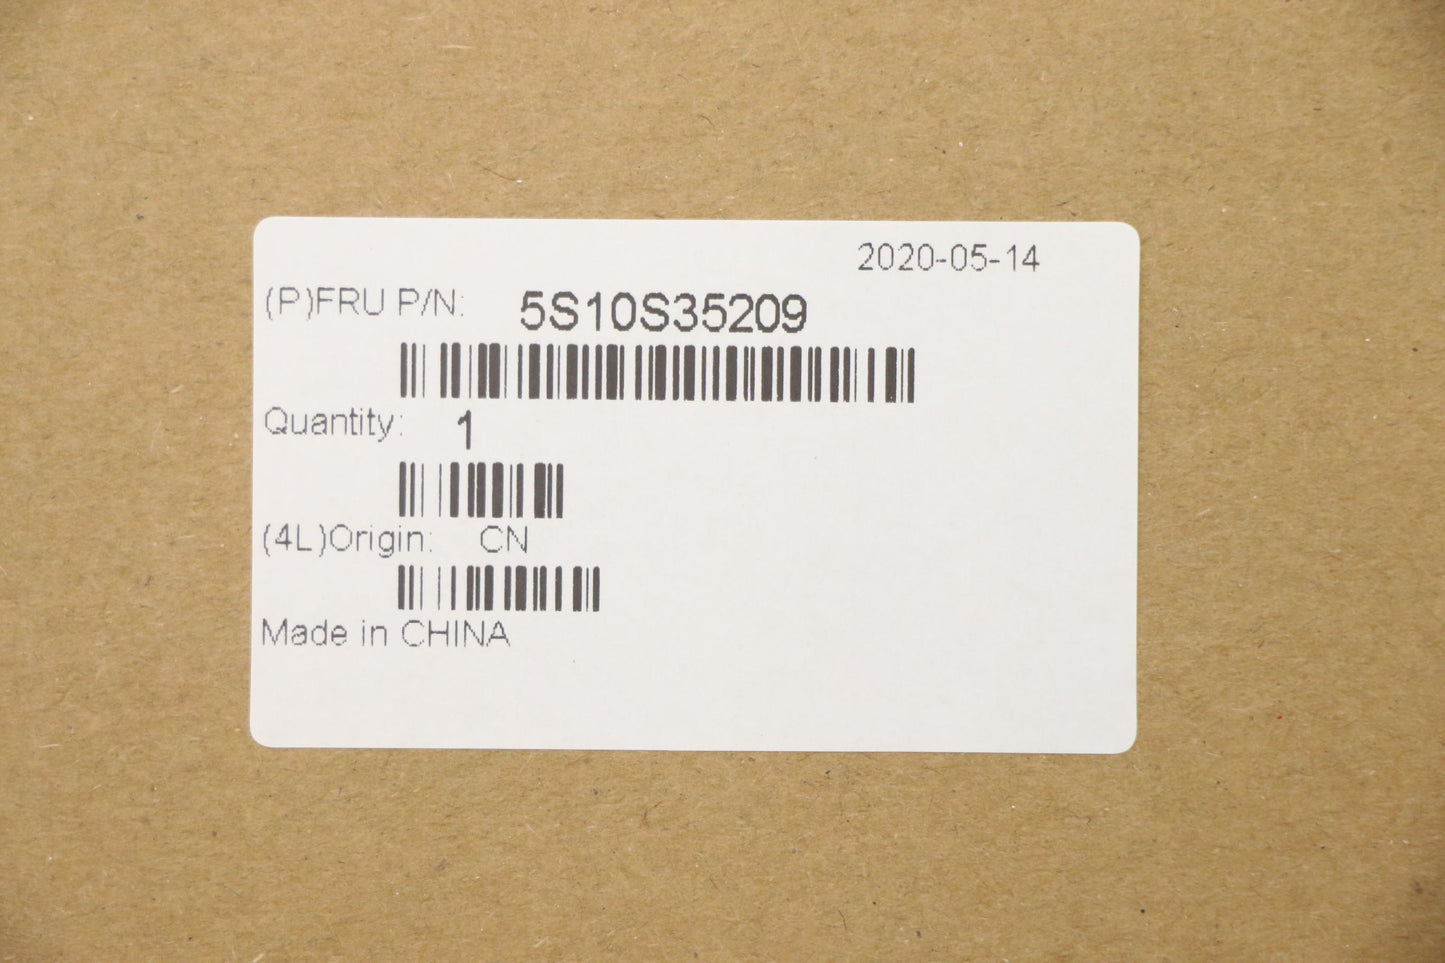 2020-05-14
(P)FRU P/N: 5S10S35209
Quantity: 1
(4L)Origin: CN
Made in CHINA